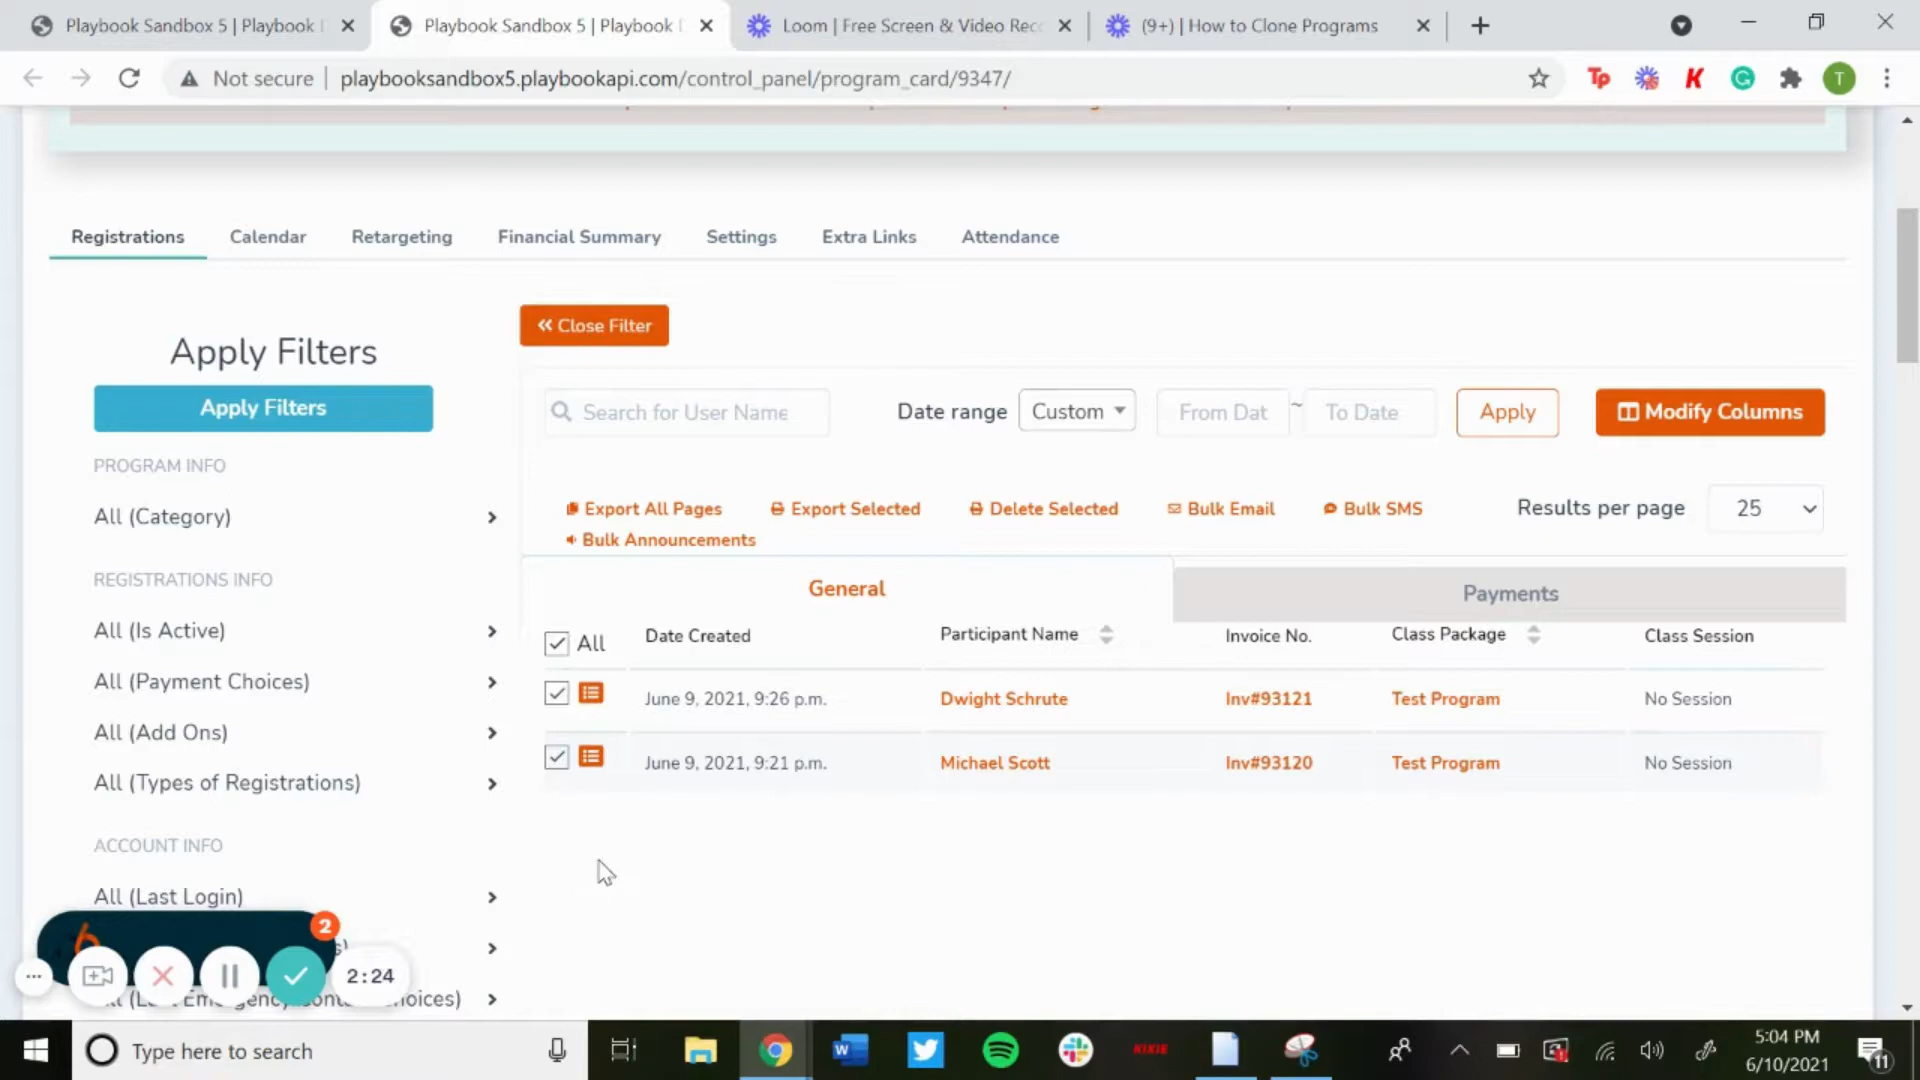 Playbook Sandbox 5 | Playbook
Playbook Sandbox 5 | Playbook
Loom | Free Screen & Video Rec
(9+) | How to Clone Programs
Not secure | playbooksandbox5.playbookapi.com/control_panel/program_card/9347/
Tp
K
G
T
Registrations
Calendar
Retargeting
Financial Summary
Settings
Extra Links
Attendance
Close Filter
Apply Filters
Apply Filters
Search for User Name
Date range
Custom
From Dat
~
To Date
Apply
Modify Columns
PROGRAM INFO
All (Category)
Export All Pages
Export Selected
Delete Selected
Bulk Email
Bulk SMS
Results per page
25
Bulk Announcements
REGISTRATIONS INFO
All (Is Active)
All (Payment Choices)
All (Add Ons)
All (Types of Registrations)
General
Payments
All
Date Created
Participant Name
Invoice No.
Class Package
Class Session
June 9, 2021, 9:26 p.m.
Dwight Schrute
Inv#93121
Test Program
No Session
June 9, 2021, 9:21 p.m.
Michael Scott
Inv#93120
Test Program
No Session
ACCOUNT INFO
All (Last Login)
2
2:24
Type here to search
W
KIXIE
5:04 PM
6/10/2021
11